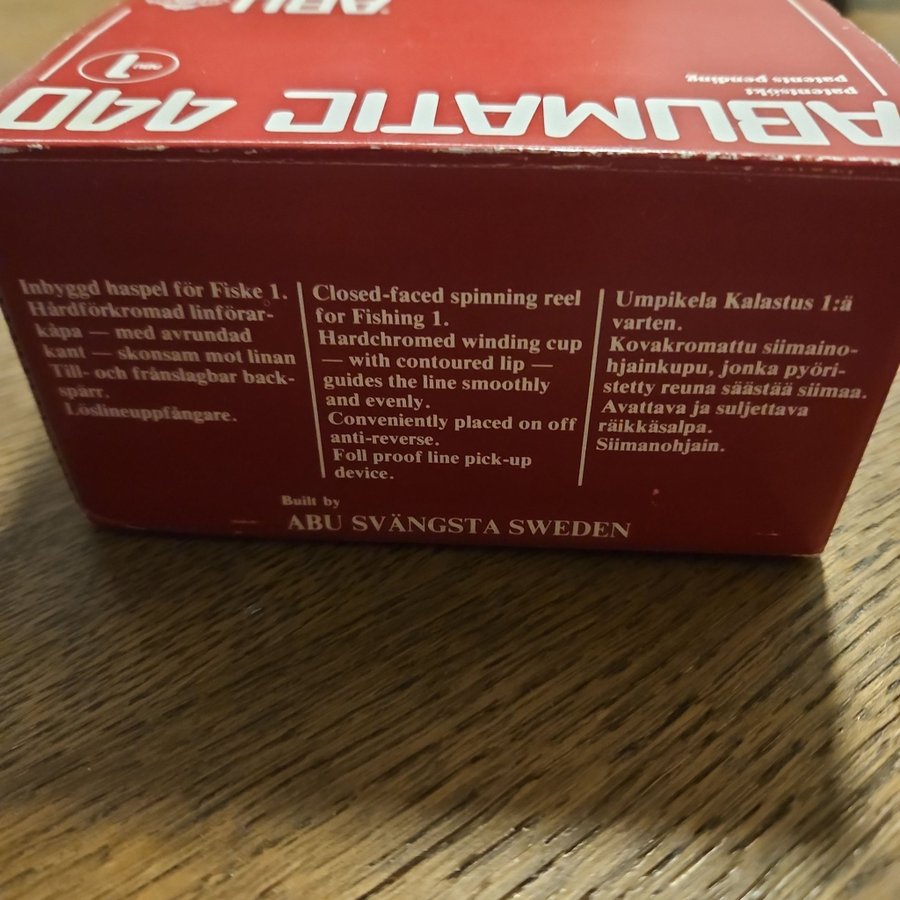 ABU
1
ABUMATIC 440
patentsökt
patents pending
Inbyggd haspel för Fiske 1.
Hårdförkromad linförar-
kåpa — med avrundad
kant — skonsam mot linan
Till- och frånslagbar back-
spärr.
Löslineuppfångare.
Closed-faced spinning reel
for Fishing 1.
Hardchromed winding cup
— with contoured lip —
guides the line smoothly
and evenly.
Conveniently placed on off
anti-reverse.
Foll proof line pick-up
device.
Umpikela Kalastus 1:ä
varten.
Kovakromattu siimaino-
hjainkupu, jonka pyöri-
stetty reuna säästää siimaa.
Avattava ja suljettava
räikkäsalpa.
Siimanohjain.
Built by
ABU SVÄNGSTA SWEDEN